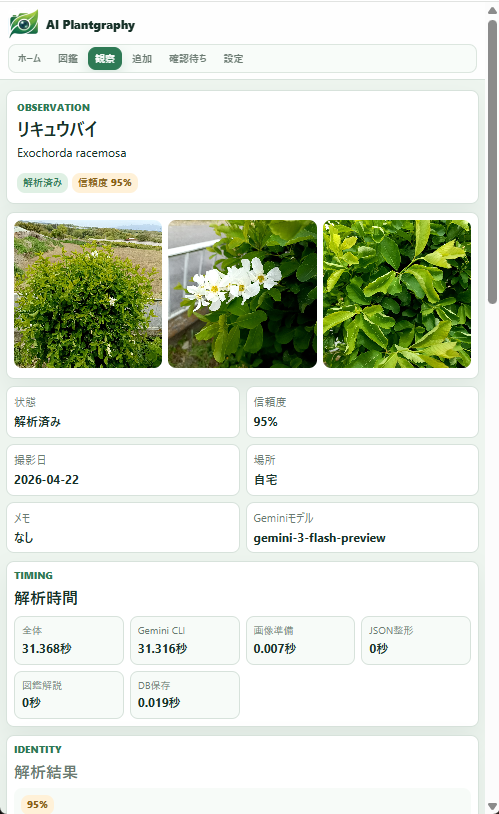 AI Plantgraphy
ホーム 図鑑 観察 追加 確認待ち 設定
OBSERVATION
リキュウバイ
Exochorda racemosa
解析済み 信頼度 95%
状態
解析済み
信頼度
95%
撮影日
2026-04-22
場所
自宅
メモ
なし
Geminiモデル
gemini-3-flash-preview
TIMING
解析時間
全体
31.368秒
Gemini CLI
31.316秒
画像準備
0.007秒
JSON整形
0秒
図鑑解説
0秒
DB保存
0.019秒
IDENTITY
解析結果
95%